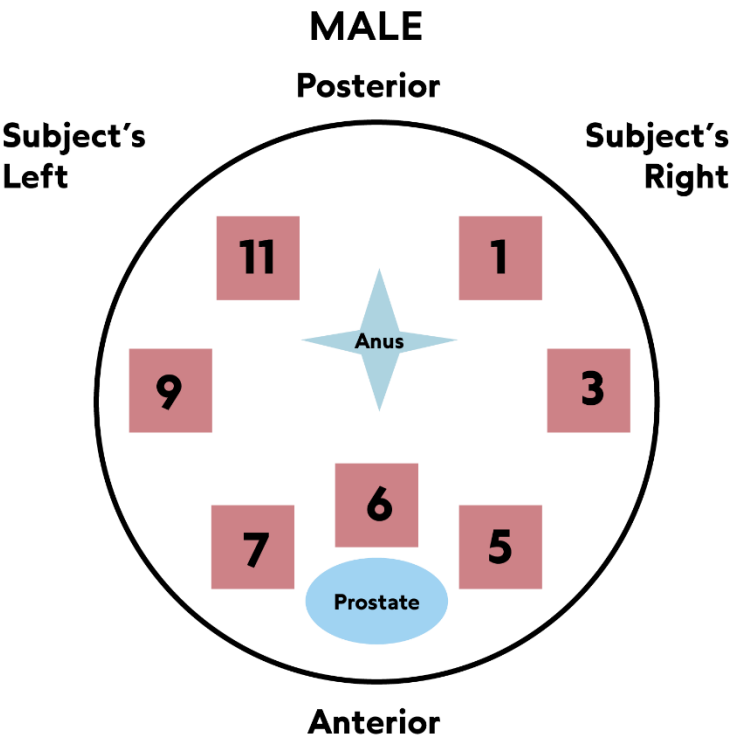 MALE
Posterior
Subject's
Left
Subject's
Right
11
1
Anus
9
3
6
7
5
Prostate
Anterior